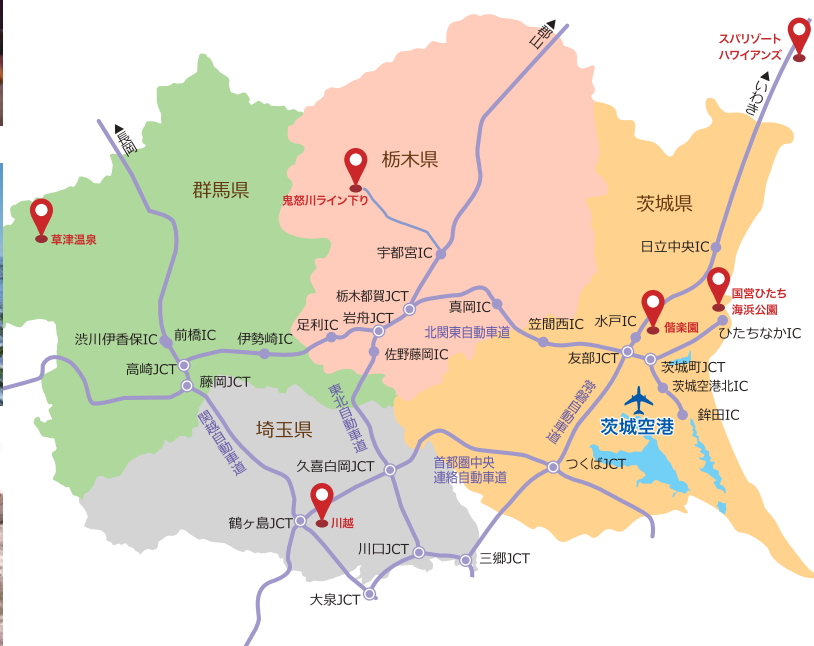 スパリゾート
ハワイアンズ
▲郡山
▲いわき
▲長岡
栃木県
群馬県
鬼怒川ライン下り
茨城県
草津温泉
日立中央IC
宇都宮IC
国営ひたち
海浜公園
栃木都賀JCT
真岡IC
岩舟JCT
足利IC
北関東自動車道
笠間西IC
水戸IC
偕楽園
ひたちなかIC
渋川伊香保IC
前橋IC
伊勢崎IC
佐野藤岡IC
友部JCT
高崎JCT
茨城町JCT
藤岡JCT
茨城空港北IC
関越自動車道
東北自動車道
常磐自動車道
鉾田IC
埼玉県
茨城空港
久喜白岡JCT
首都圏中央
連絡自動車道
つくばJCT
鶴ヶ島JCT
川越
川口JCT
三郷JCT
大泉JCT